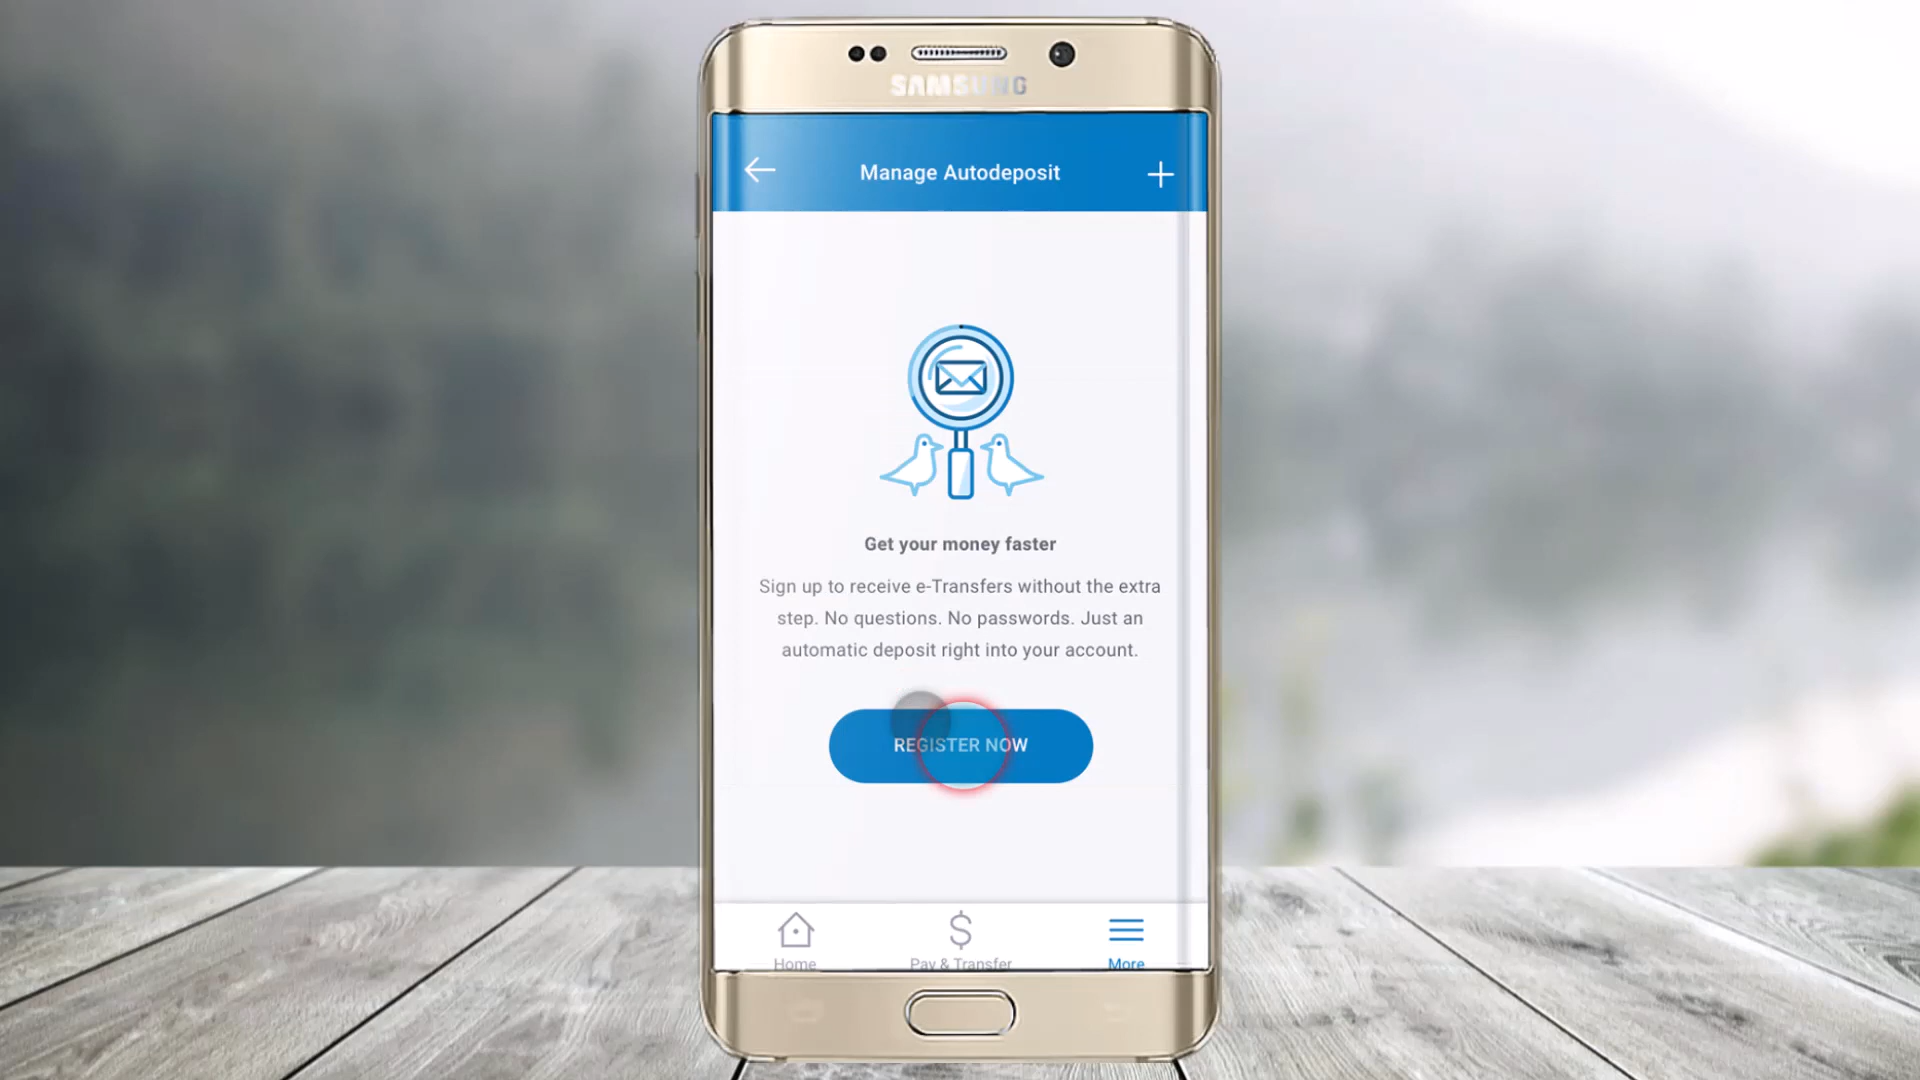 SAMSUNG
Manage Autodeposit
Get your money faster
Sign up to receive e-Transfers without the extra
step. No questions. No passwords. Just an
automatic deposit right into your account.
REGISTER NOW
Home
Pay & Transfer
More